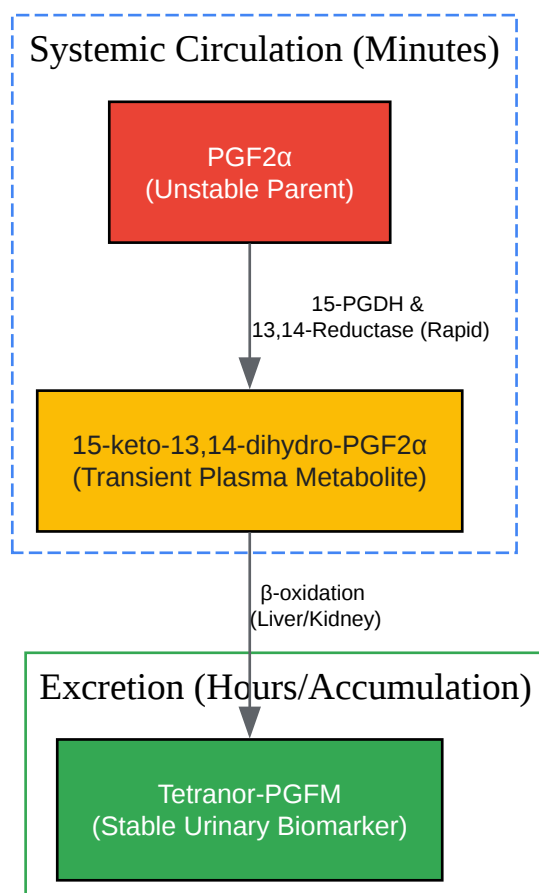 Systemic Circulation (Minutes)
PGF2α
(Unstable Parent)
15-PGDH &
13,14-Reductase (Rapid)
15-keto-13,14-dihydro-PGF2α
(Transient Plasma Metabolite)
β-oxidation
(Liver/Kidney)
Excretion (Hours/Accumulation)
Tetranor-PGFM
(Stable Urinary Biomarker)